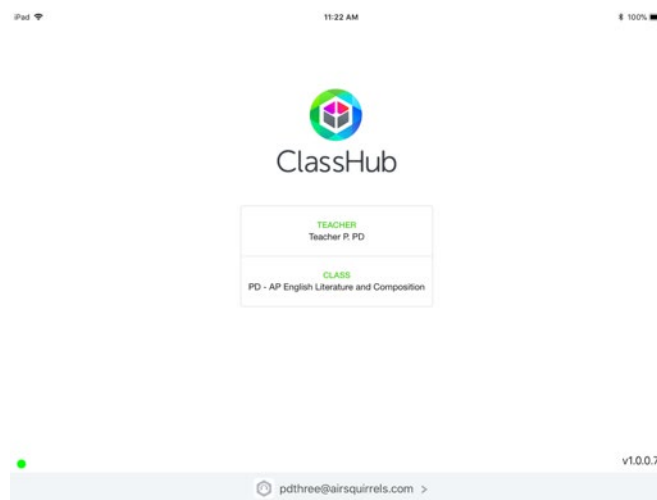 iPad
11:22 AM
100%
ClassHub
TEACHER
Teacher P. PD
CLASS
PD - AP English Literature and Composition
v1.0.0.7
pdthree@airsquirrels.com >